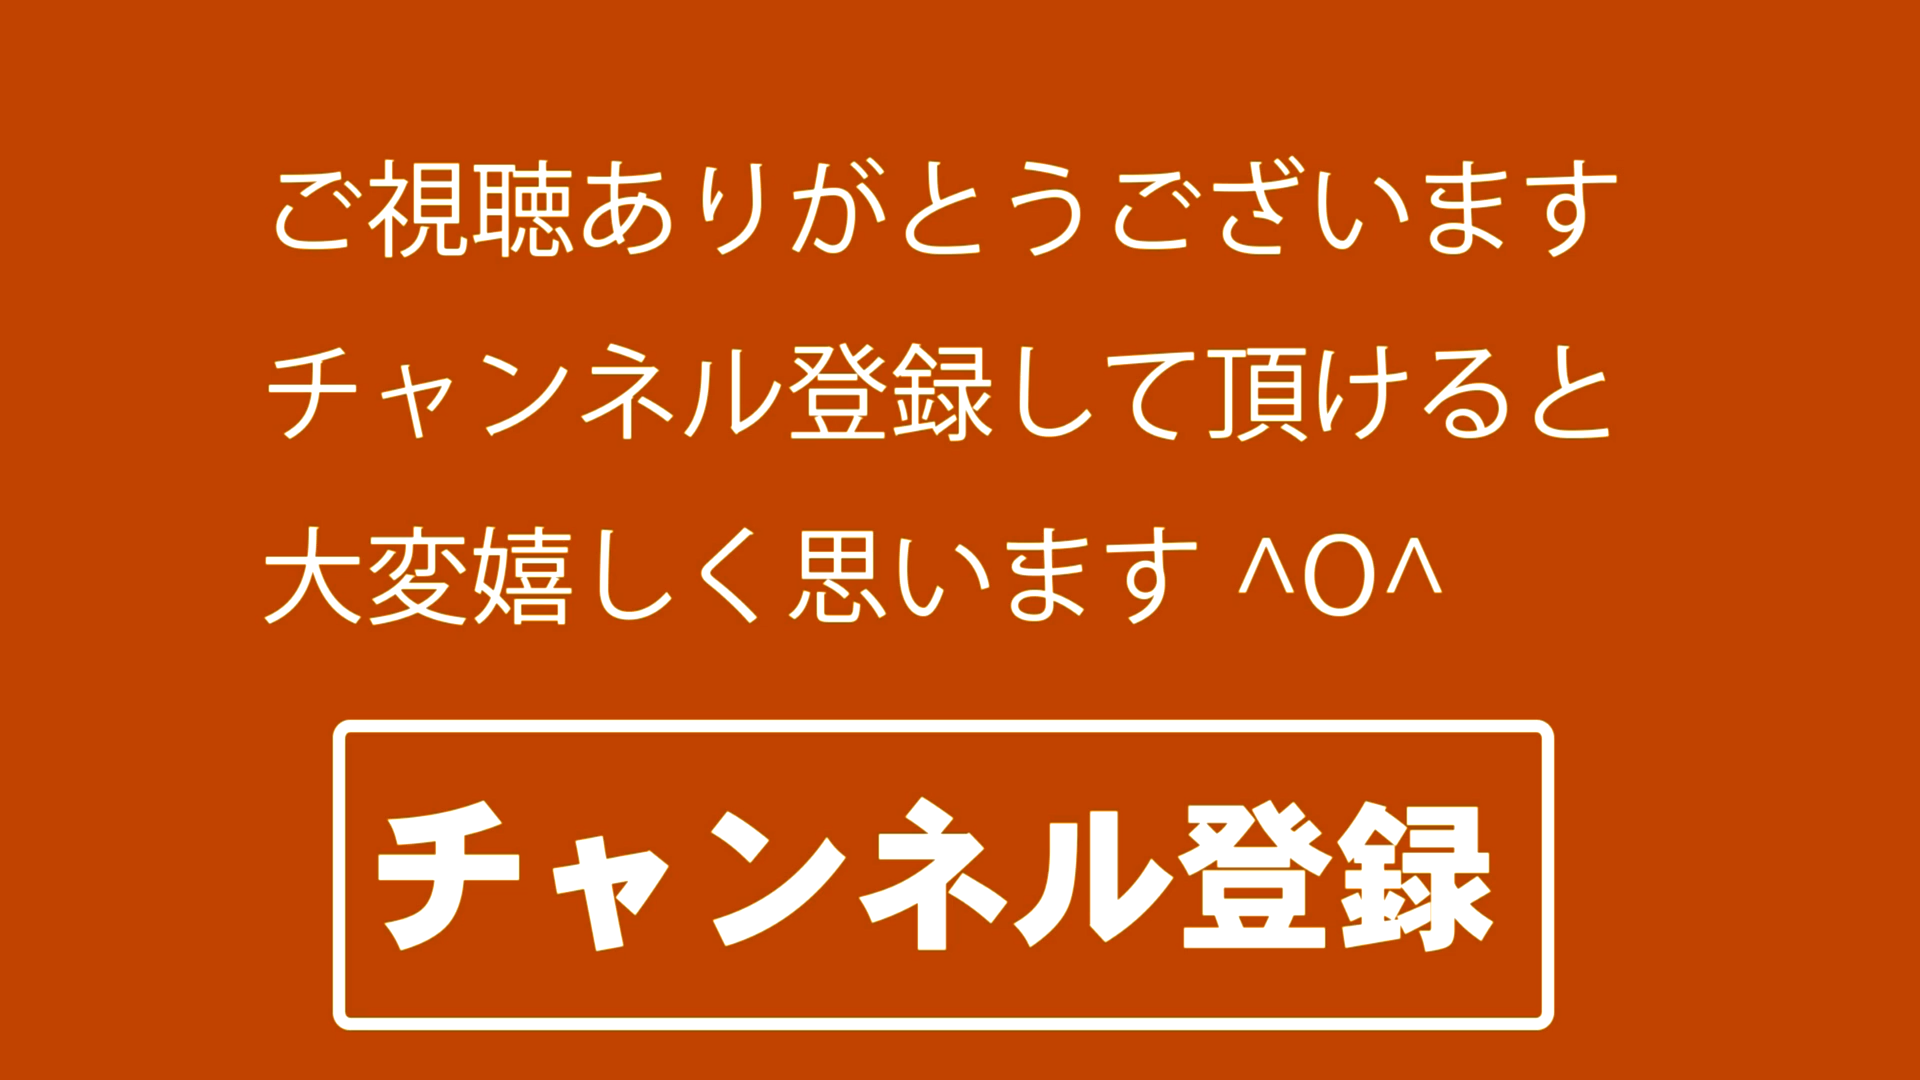 ご視聴ありがとうございます
チャンネル登録して頂けると
大変嬉しく思います ^O^
チャンネル登録